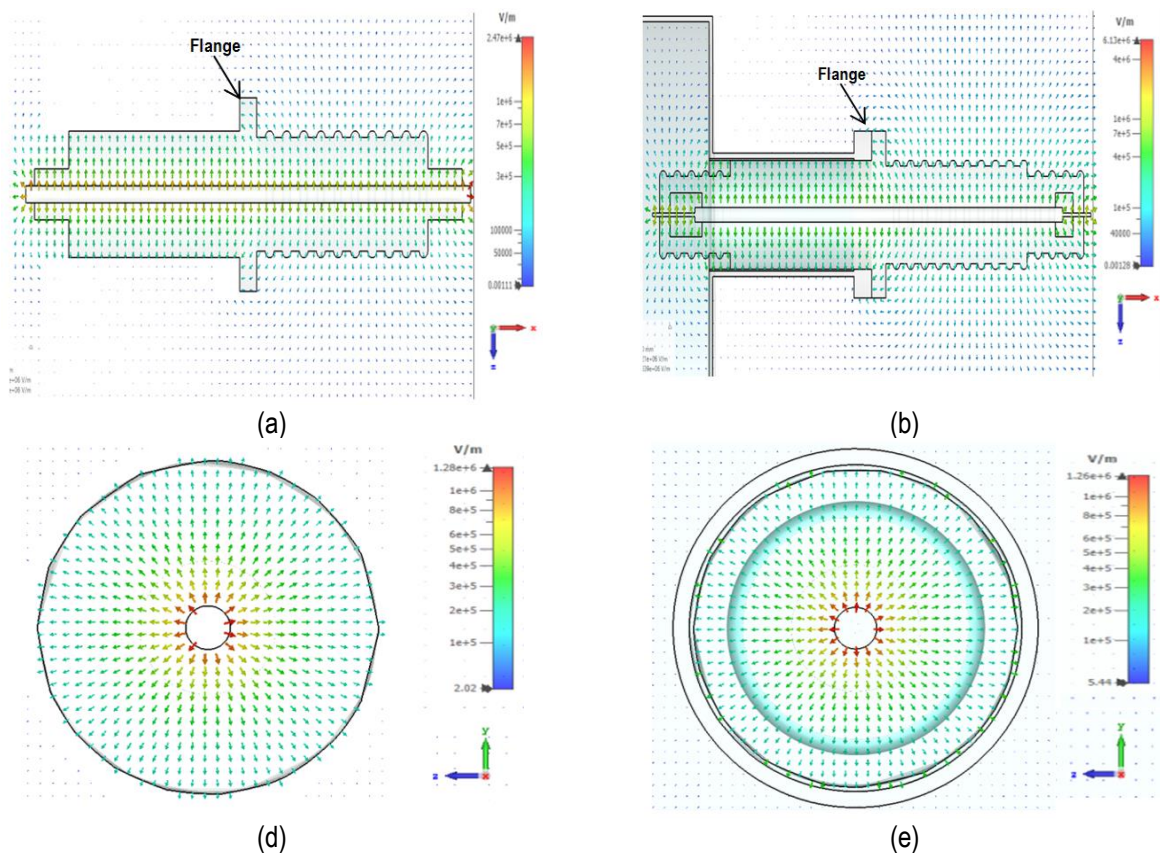 V/m
2.47e+6
1e+6
7e+5
5e+5
3e+5
100000
50000
0.00111
Flange
x
y
z
e+06 V/m
e+06 V/m
(a)
V/m
6.13e+6
4e+6
1e+6
7e+5
4e+5
1e+5
40000
0.00128
Flange
x
y
z
(b)
V/m
1.28e+6
1e+6
8e+5
6e+5
5e+5
4e+5
3e+5
2e+5
1e+5
2.02
y
z
x
(d)
V/m
1.26e+6
1e+6
8e+5
6e+5
5e+5
4e+5
3e+5
2e+5
1e+5
5.44
y
z
x
(e)